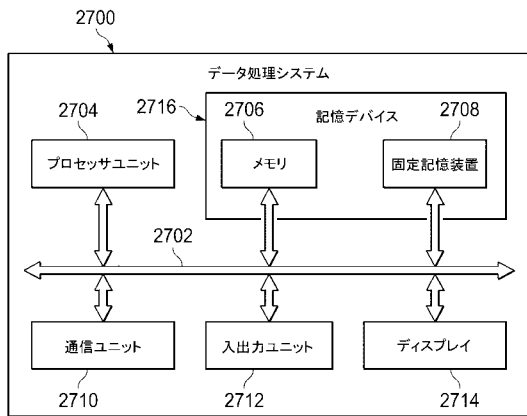 2700
データ処理システム
2704
2716
2706
記憶デバイス
2708
プロセッサユニット
メモリ
固定記憶装置
2702
通信ユニット
入出力ユニット
ディスプレイ
2710
2712
2714